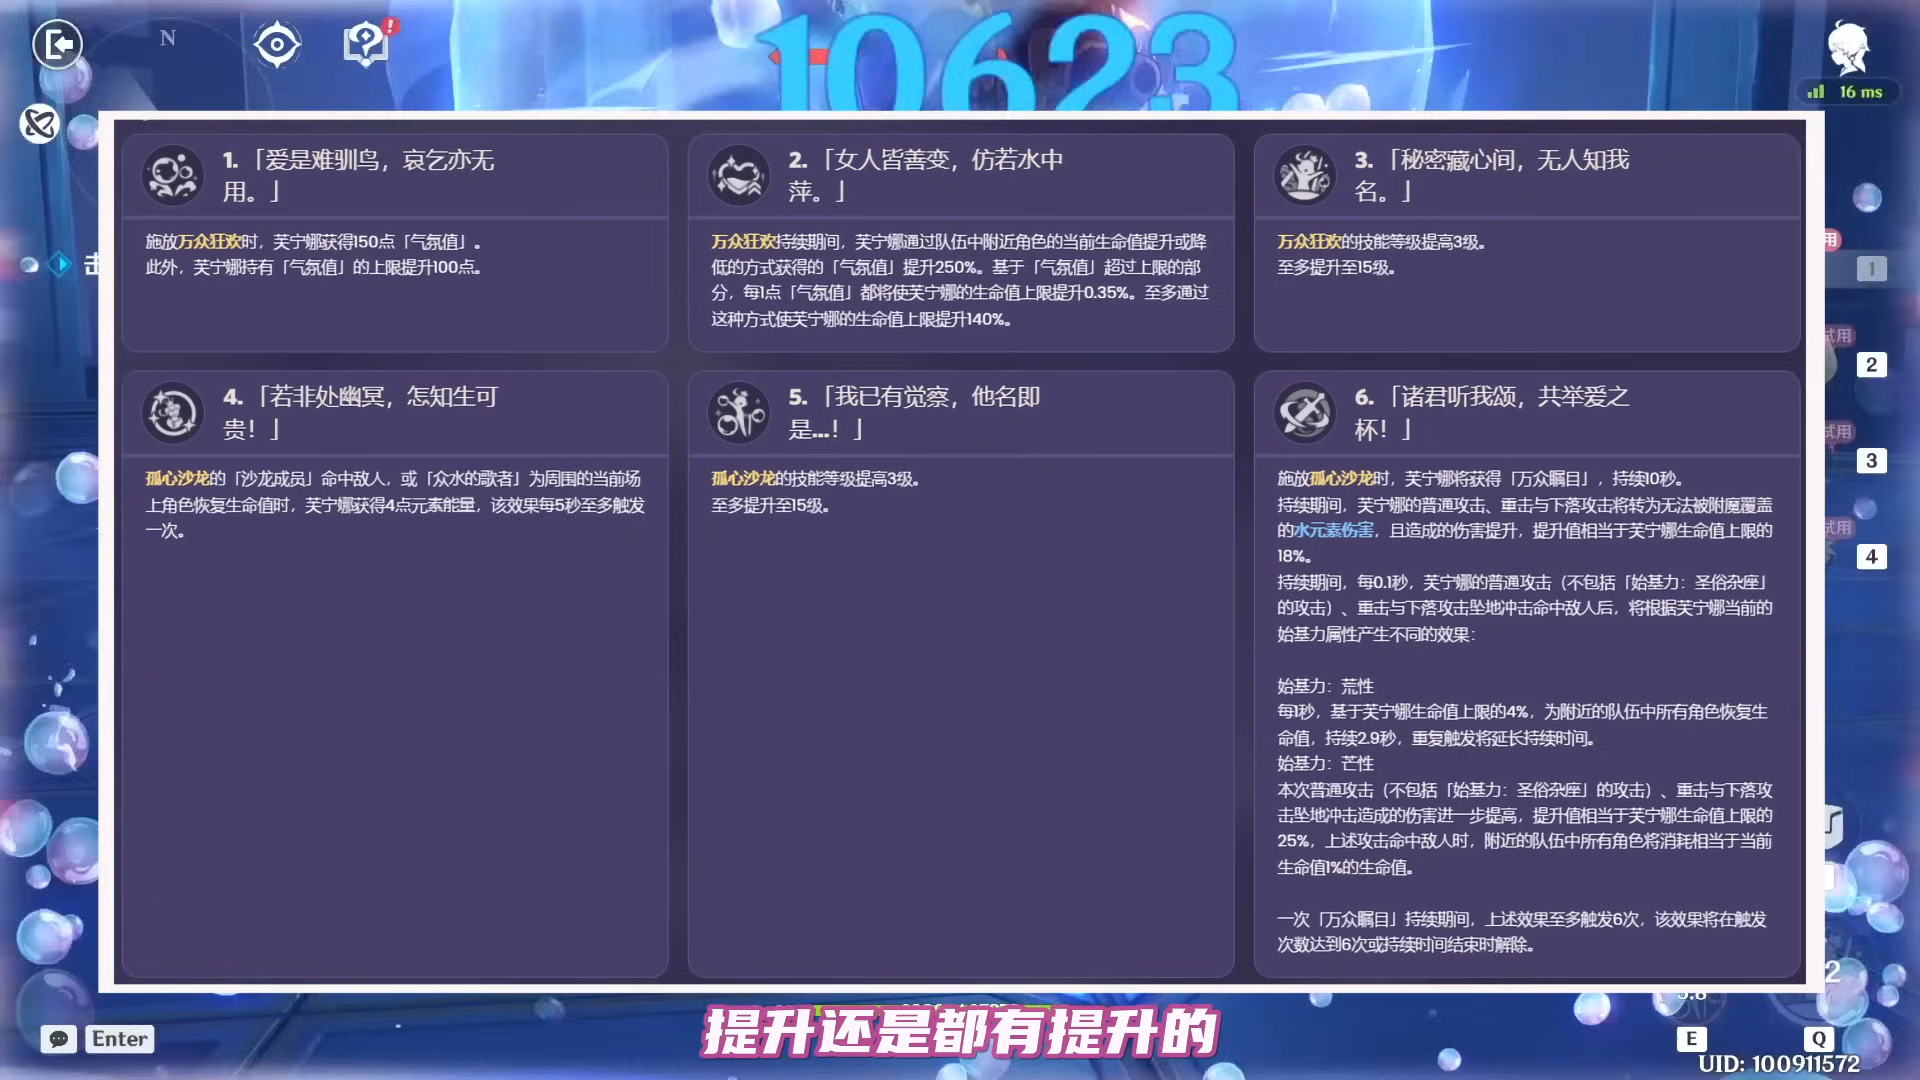 N
10623
16 ms
1. 「爱是难驯鸟，哀乞亦无
用。」
施放万众狂欢时，芙宁娜获得150点「气氛值」。
此外，芙宁娜持有「气氛值」的上限提升100点。
2. 「女人皆善变，仿若水中
萍。」
万众狂欢持续期间，芙宁娜通过队伍中附近角色的当前生命值提升或降
低的方式获得的「气氛值」提升250%。基于「气氛值」超过上限的部
分，每1点「气氛值」都将使芙宁娜的生命值上限提升0.35%。至多通过
这种方式使芙宁娜的生命值上限提升140%。
3. 「秘密藏心间，无人知我
名。」
万众狂欢的技能等级提高3级。
至多提升至15级。
4. 「若非处幽冥，怎知生可
贵！」
孤心沙龙的「沙龙成员」命中敌人，或「众水的歌者」为周围的当前场
上角色恢复生命值时，芙宁娜获得4点元素能量，该效果每5秒至多触发
一次。
5. 「我已有觉察，他名即
是…！」
孤心沙龙的技能等级提高3级。
至多提升至15级。
6. 「诸君听我颂，共举爱之
杯！」
施放孤心沙龙时，芙宁娜将获得「万众瞩目」，持续10秒。
持续期间，芙宁娜的普通攻击、重击与下落攻击将转为无法被附魔覆盖
的水元素伤害，且造成的伤害提升，提升值相当于芙宁娜生命值上限的
18%。
持续期间，每0.1秒，芙宁娜的普通攻击（不包括「始基力：圣俗杂座」
的攻击）、重击与下落攻击坠地冲击命中敌人后，将根据芙宁娜当前的
始基力属性产生不同的效果：
始基力：荒性
每1秒，基于芙宁娜生命值上限的4%，为附近的队伍中所有角色恢复生
命值，持续2.9秒，重复触发将延长持续时间。
始基力：芒性
本次普通攻击（不包括「始基力：圣俗杂座」的攻击）、重击与下落攻
击坠地冲击造成的伤害进一步提高，提升值相当于芙宁娜生命值上限的
25%，上述攻击命中敌人时，附近的队伍中所有角色将消耗相当于当前
生命值1%的生命值。
一次「万众瞩目」持续期间，上述效果至多触发6次，该效果将在触发
次数达到6次或持续时间结束时解除。
击
用
1
试用
2
试用
3
试用
4
提升还是都有提升的
Enter
E
Q
UID: 100911572